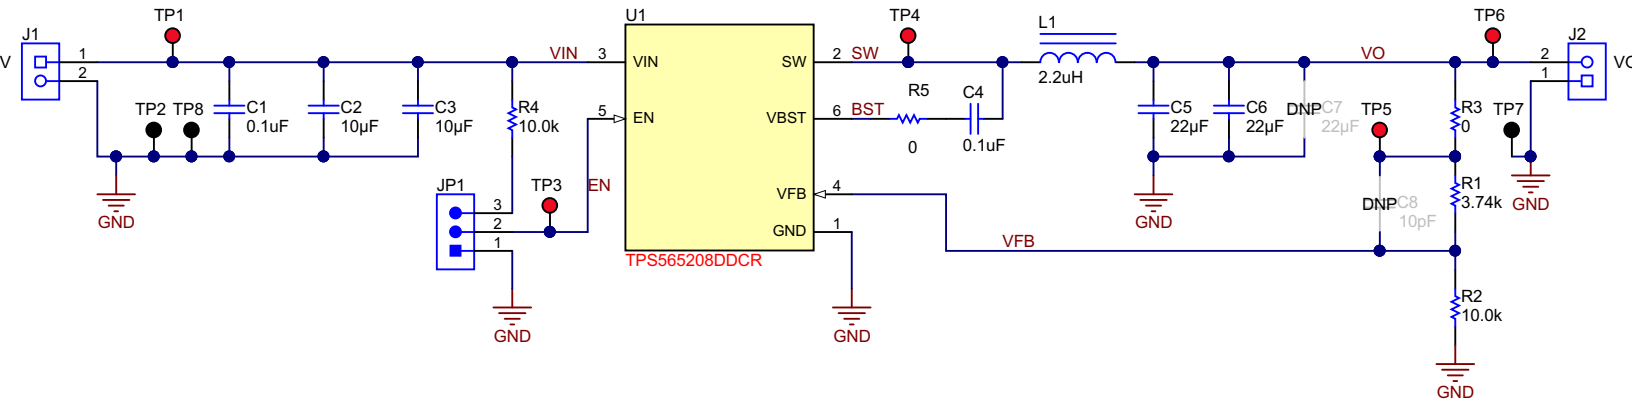 J1
V
1
2
TP1
TP2
TP8
C1
0.1uF
C2
10µF
C3
10µF
GND
R4
10.0k
VIN
3
5
JP1
3
2
1
TP3
EN
GND
U1
VIN
EN
SW
VBST
VFB
GND
TPS565208DDCR
2
6
4
1
SW
BST
TP4
R5
0
C4
0.1uF
GND
VFB
L1
2.2uH
C5
22µF
C6
22µF
DNP
C7
22µF
GND
VO
TP5
DNP
C8
10pF
R3
0
R1
3.74k
R2
10.0k
GND
TP6
TP7
GND
J2
2
1